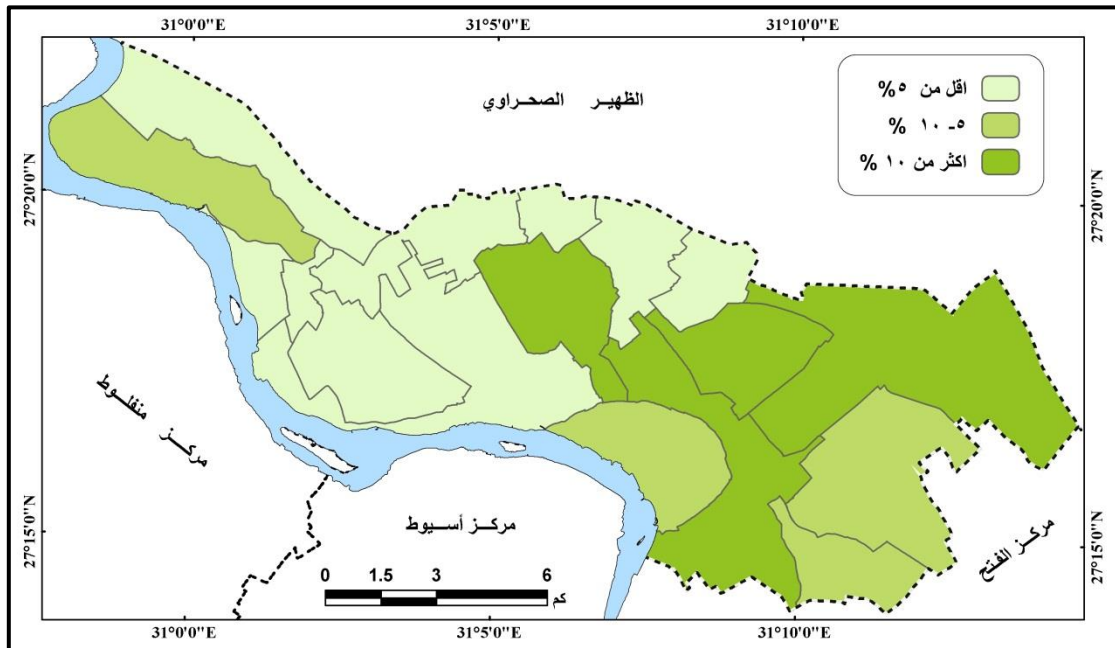 31°0'0"E 31°5'0"E 31°10'0"E
اقل من ٥%
٥- ١٠ %
اكثر من ١٠ %
الظهير الصحراوي
27°20'0"N
27°20'0"N
مركز منفلوط
مركز أسيوط
مركز الفتح
27°15'0"N
27°15'0"N
0 1.5 3 6
كم
31°0'0"E 31°5'0"E 31°10'0"E